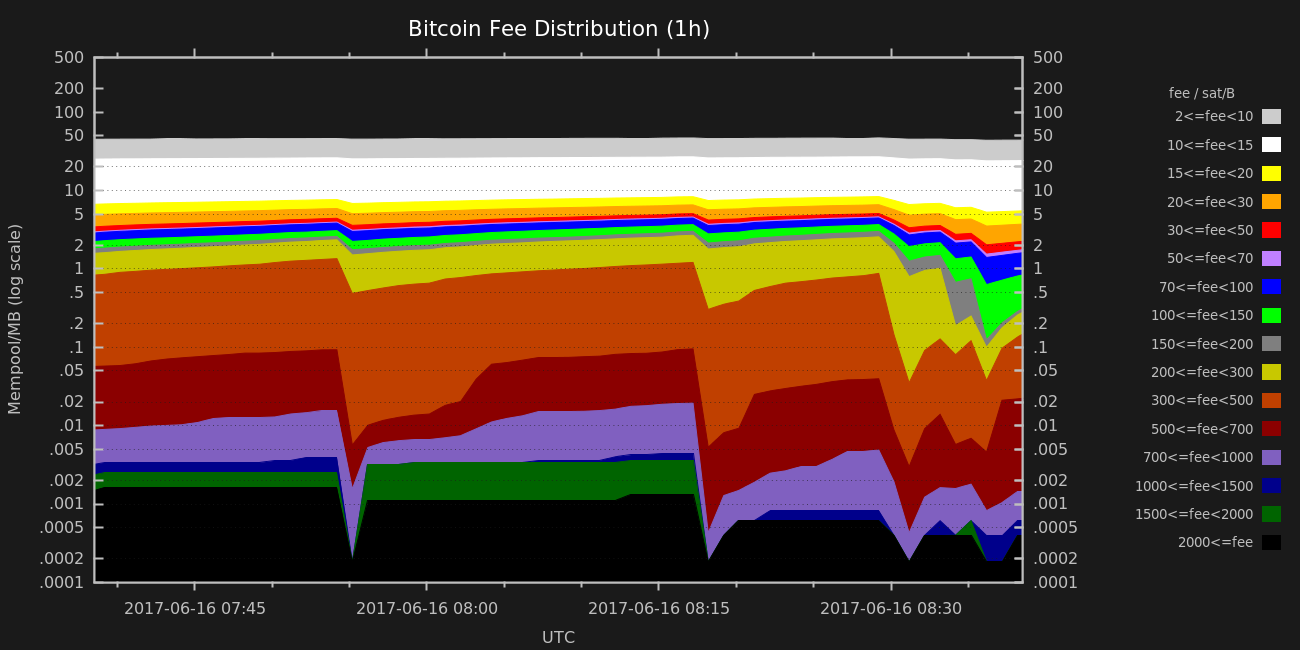 Bitcoin Fee Distribution (1h)
Mempool/MB (log scale)
500
200
100
50
20
10
5
2
1
.5
.2
.1
.05
.02
.01
.005
.002
.001
.0005
.0002
.0001
500
200
100
50
20
10
5
2
1
.5
.2
.1
.05
.02
.01
.005
.002
.001
.0005
.0002
.0001
fee / sat/B
2<=fee<10
10<=fee<15
15<=fee<20
20<=fee<30
30<=fee<50
50<=fee<70
70<=fee<100
100<=fee<150
150<=fee<200
200<=fee<300
300<=fee<500
500<=fee<700
700<=fee<1000
1000<=fee<1500
1500<=fee<2000
2000<=fee
2017-06-16 07:45
2017-06-16 08:00
2017-06-16 08:15
2017-06-16 08:30
UTC